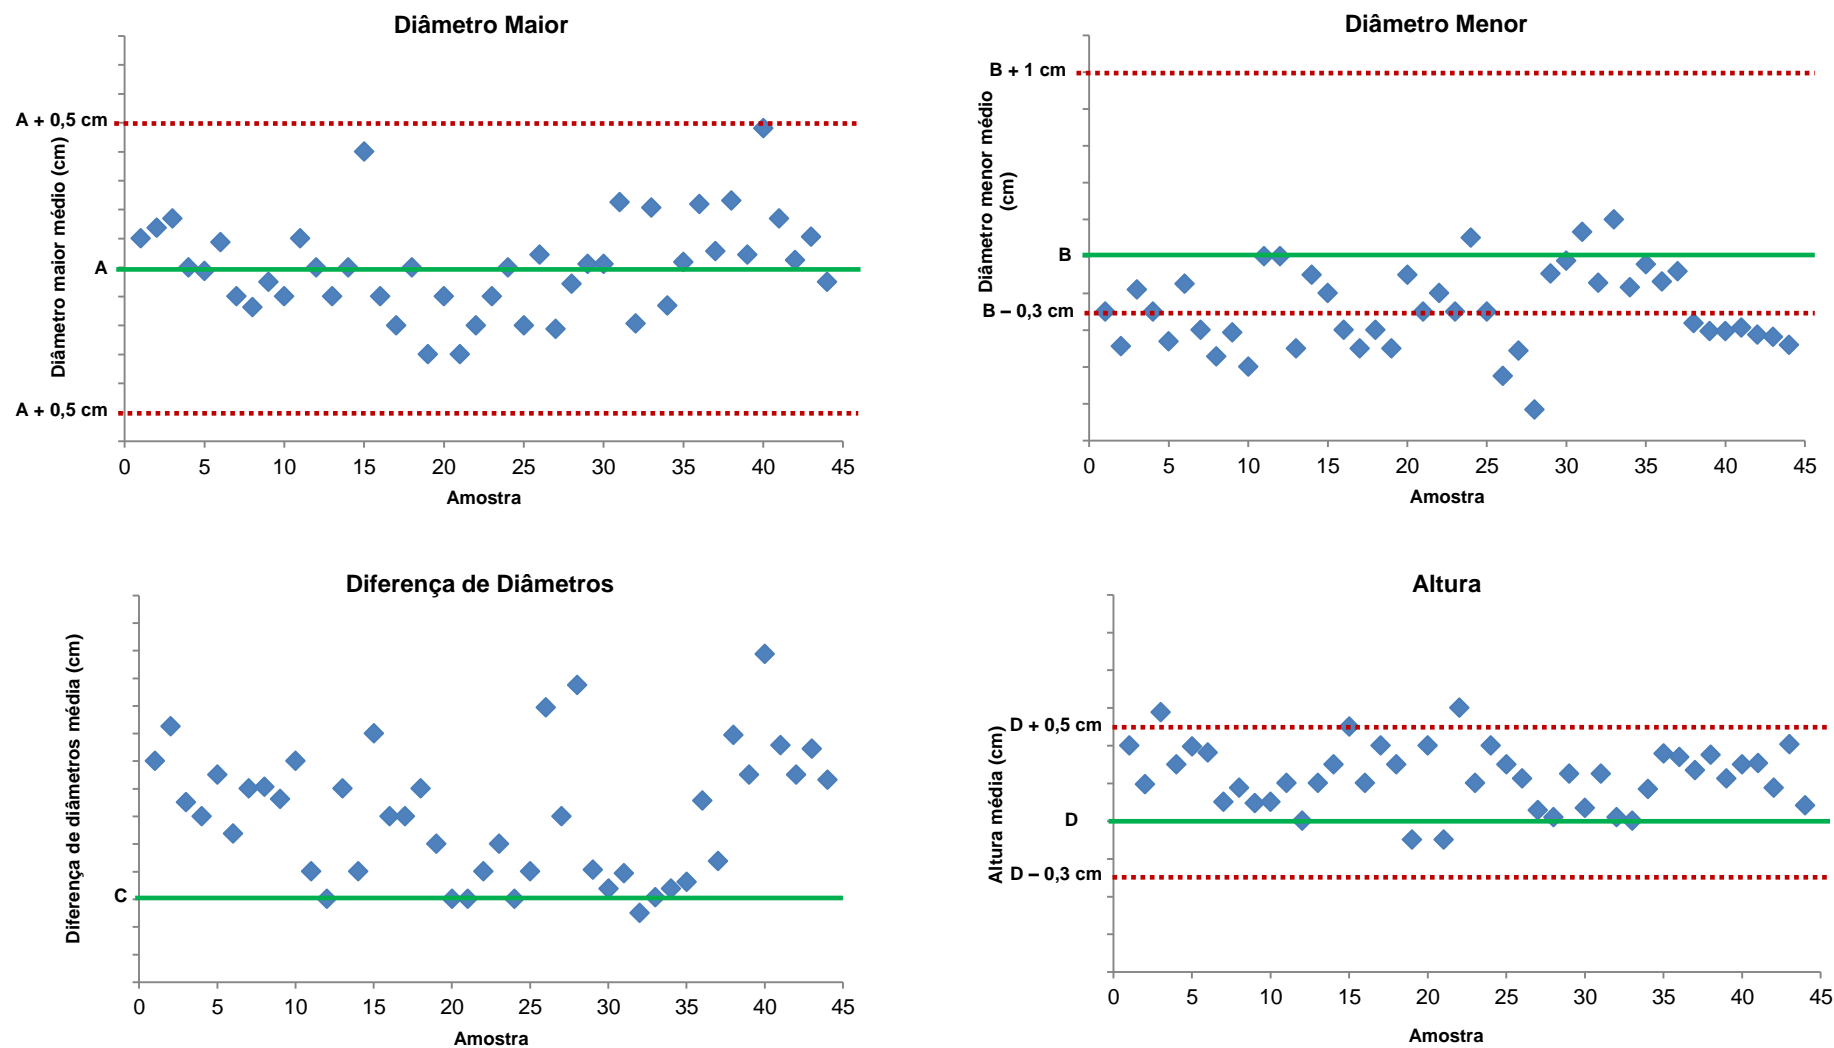 Diâmetro Maior
A + 0,5 cm
A
A + 0,5 cm
Diâmetro maior médio (cm)
0 5 10 15 20 25 30 35 40 45
Amostra
Diâmetro Menor
B + 1 cm
B
B – 0,3 cm
Diâmetro menor médio
(cm)
0 5 10 15 20 25 30 35 40 45
Amostra
Diferença de Diâmetros
C
Diferença de diâmetros média (cm)
0 5 10 15 20 25 30 35 40 45
Amostra
Altura
D + 0,5 cm
D
D – 0,3 cm
Altura média (cm)
0 5 10 15 20 25 30 35 40 45
Amostra